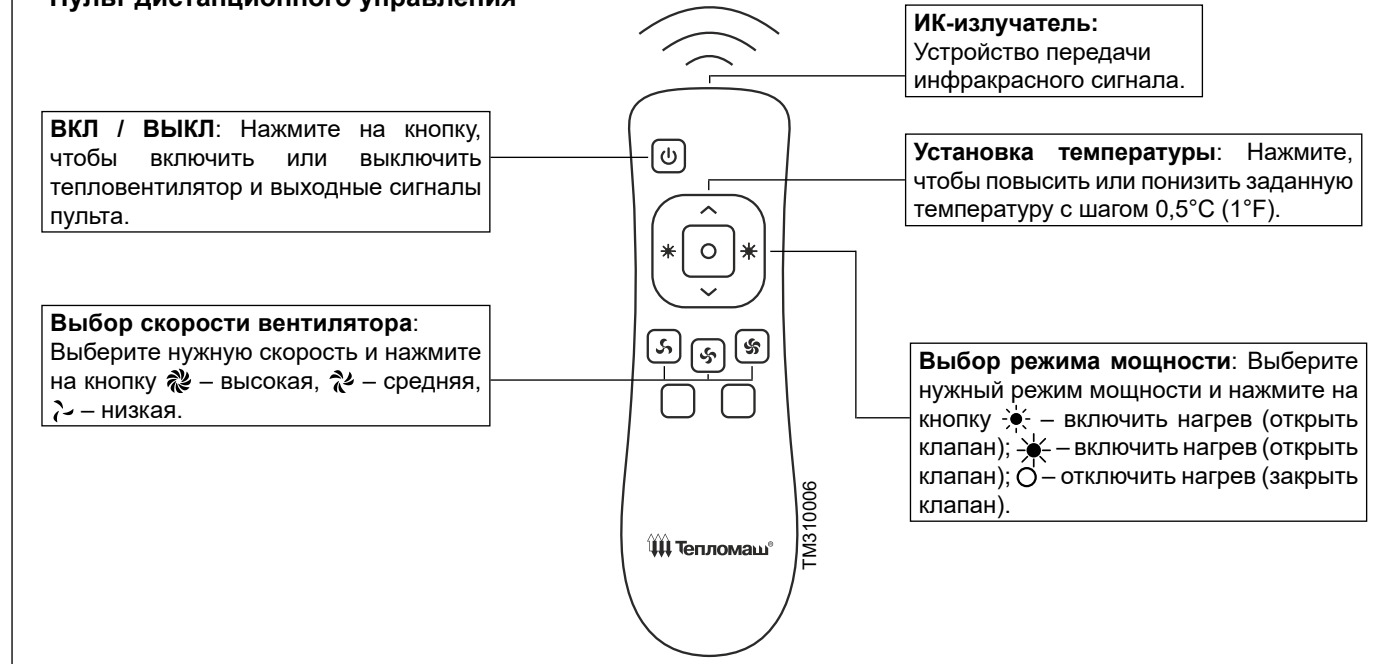 Пульт дистанционного управления
ИК-излучатель:
Устройство передачи
инфракрасного сигнала.
ВКЛ / ВЫКЛ: Нажмите на кнопку,
чтобы включить или выключить
тепловентилятор и выходные сигналы
пульта.
Установка температуры: Нажмите,
чтобы повысить или понизить заданную
температуру с шагом 0,5°C (1°F).
Выбор скорости вентилятора:
Выберите нужную скорость и нажмите
на кнопку – высокая, – средняя,
– низкая.
Выбор режима мощности: Выберите
нужный режим мощности и нажмите на
кнопку – включить нагрев (открыть
клапан); – включить нагрев (открыть
клапан); – отключить нагрев (закрыть
клапан).
TM310006
Тепломаш®